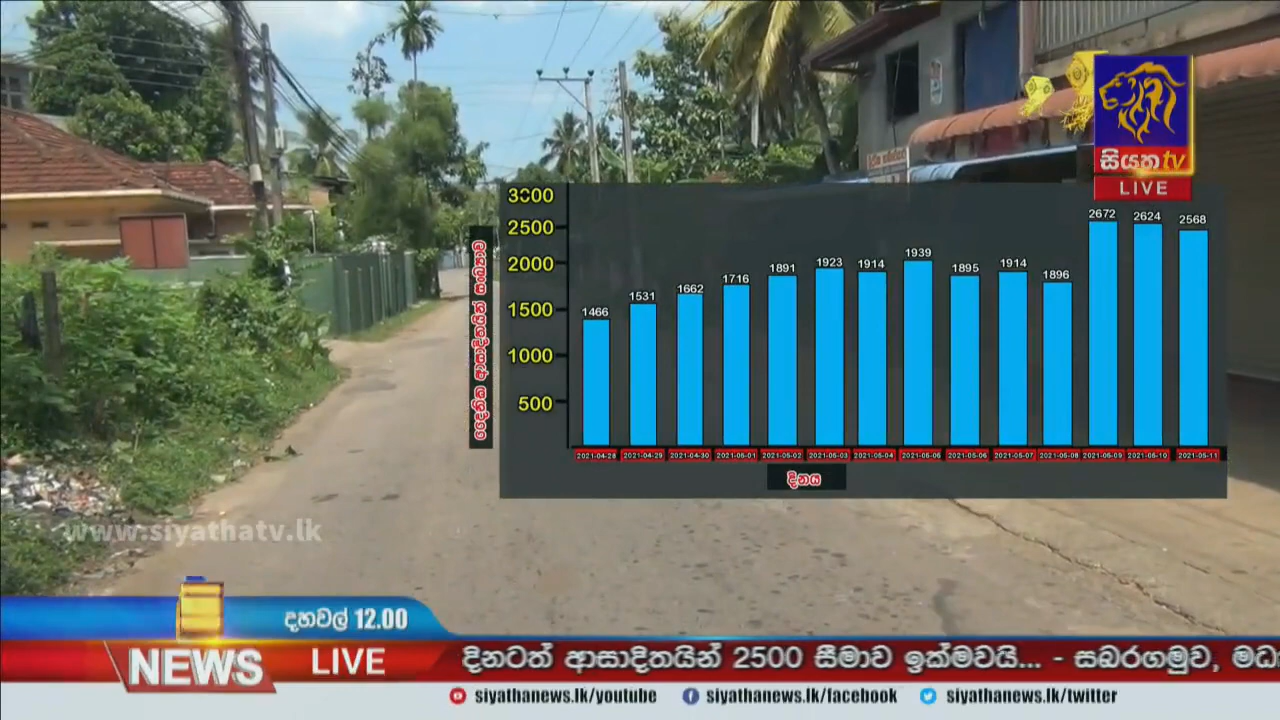 සියත tv
LIVE
3000
2500
2000
1500
1000
500
දෛනික ආසාදිතයින් සංඛ්‍යාව
1466 1531 1662 1716 1891 1923 1914 1939 1895 1914 1896 2672 2624 2568
2021-04-28 2021-04-29 2021-04-30 2021-05-01 2021-05-02 2021-05-03 2021-05-04 2021-05-05 2021-05-06 2021-05-07 2021-05-08 2021-05-09 2021-05-10 2021-05-11
දිනය
www.siyathatv.lk
දහවල් 12.00
NEWS LIVE
දිනටත් ආසාදිතයින් 2500 සීමාව ඉක්මවයි... - සබරගමුව,
siyathanews.lk/youtube siyathanews.lk/facebook siyathanews.lk/twitter